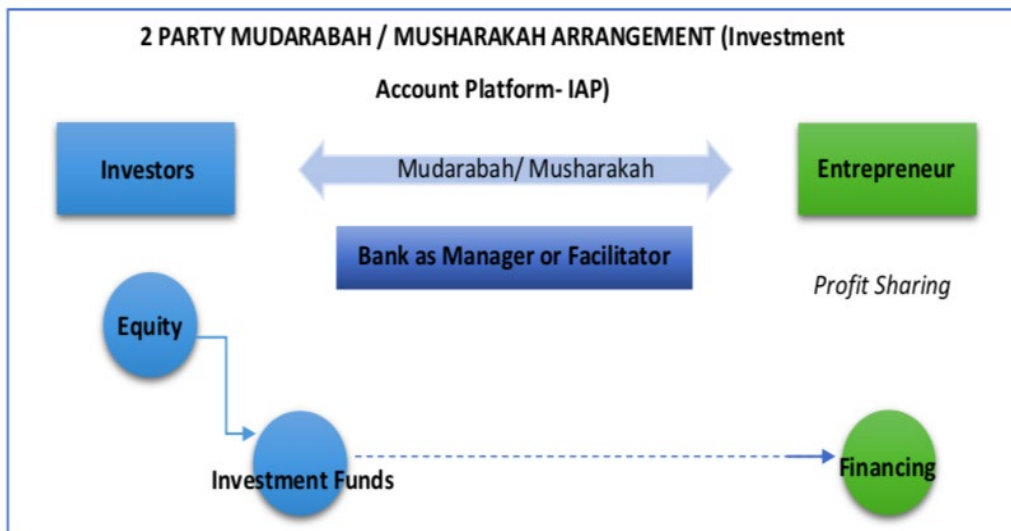 2 PARTY MUDARABAH / MUSHARAKAH ARRANGEMENT (Investment
Account Platform- IAP)
Investors
Mudarabah/ Musharakah
Entrepreneur
Bank as Manager or Facilitator
Profit Sharing
Equity
Investment Funds
Financing